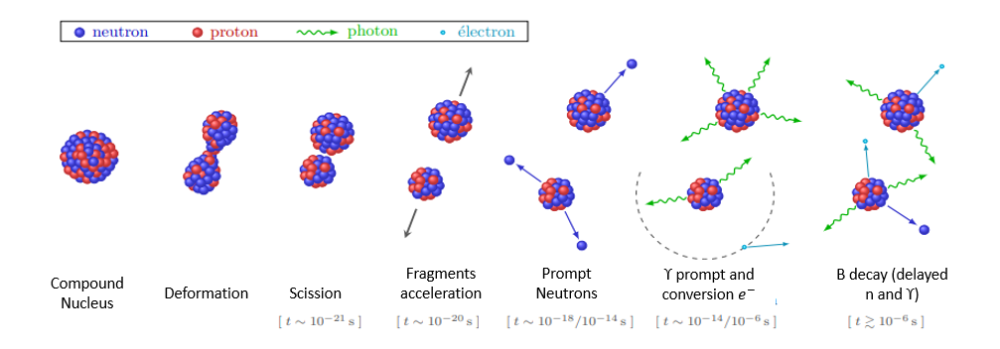 neutron proton photon électron
Compound
Nucleus
Deformation
Scission
[ t ∼ 10⁻²¹ s ]
Fragments
acceleration
[ t ∼ 10⁻²⁰ s ]
Prompt
Neutrons
[ t ∼ 10⁻¹⁸/10⁻¹⁴ s ]
ϒ prompt and
conversion e⁻
[ t ∼ 10⁻¹⁴/10⁻⁶ s ]
B decay (delayed
n and ϒ)
[ t ≳ 10⁻⁶ s ]